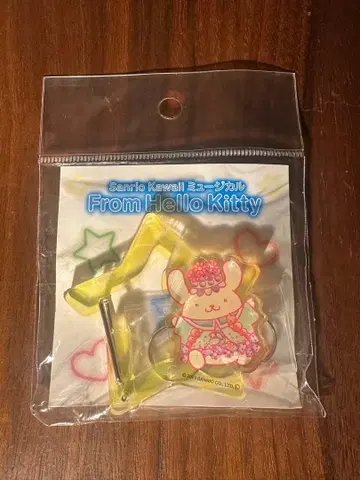 Sanrio Kawaii ミュージカル
From Hello Kitty